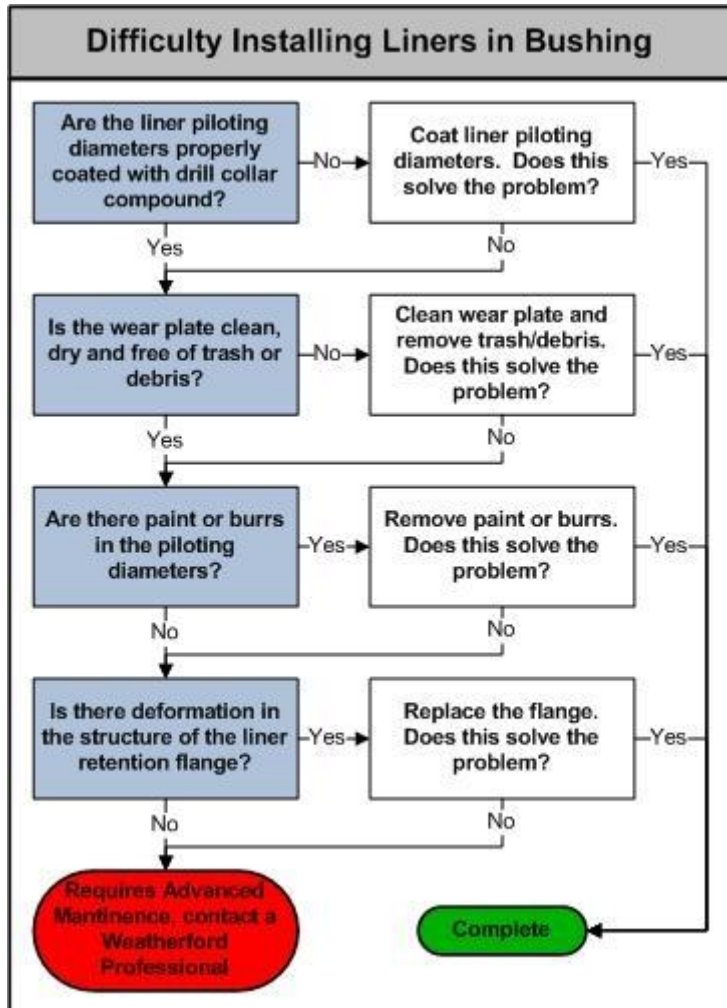 Difficulty Installing Liners in Bushing
Are the liner piloting
diameters properly
coated with drill collar
compound?
No
Coat liner piloting
diameters. Does this
solve the problem?
Yes
Yes
No
Is the wear plate clean,
dry and free of trash or
debris?
No
Clean wear plate and
remove trash/debris.
Does this solve the
problem?
Yes
Yes
No
Are there paint or burrs
in the piloting
diameters?
Yes
Remove paint or burrs.
Does this solve the
problem?
Yes
No
No
Is there deformation in
the structure of the liner
retention flange?
Yes
Replace the flange.
Does this solve the
problem?
Yes
No
No
Requires Advanced
Mantinence, contact a
Weatherford
Professional
Complete